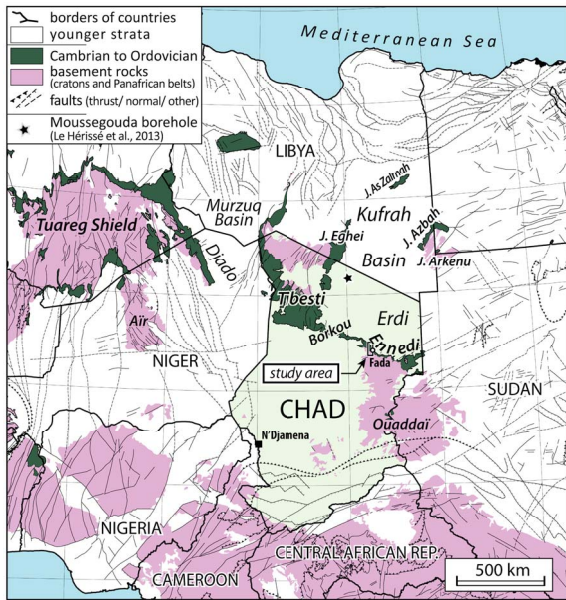 borders of countries
younger strata
Cambrian to Ordovician
basement rocks
(cratons and Panafrican belts)
faults (thrust/ normal/ other)
Moussegouda borehole
(Le Hérissé et al., 2013)
Mediterranean Sea
LIBYA
J. As Zalmah
Murzuq
Basin
Kufrah
Basin
J. Azbah
J. Eghei
J. Arkenu
Tuareg Shield
Diado
Tbesti
Erdi
Aïr
Borkou
Ennedi
NIGER
study area
Fada
SUDAN
CHAD
Ouaddaï
N'Djamena
NIGERIA
CENTRAL AFRICAN REP.
CAMEROON
500 km